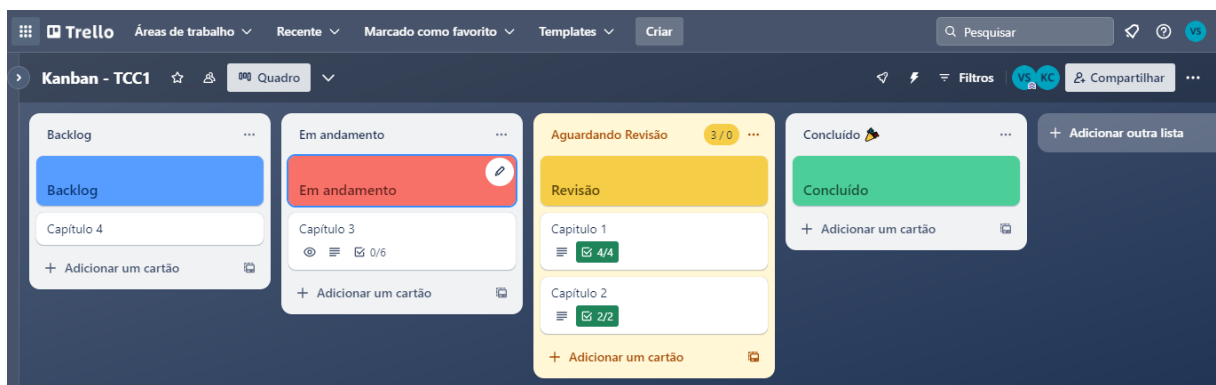 Trello Áreas de trabalho Recente Marcado como favorito Templates Criar Pesquisar VS
Kanban - TCC1 Quadro Filtros VS KC Compartilhar
Backlog
Backlog
Capítulo 4
+ Adicionar um cartão
Em andamento
Em andamento
Capítulo 3
0/6
+ Adicionar um cartão
Aguardando Revisão 3 / 0
Revisão
Capitulo 1
4/4
Capítulo 2
2/2
+ Adicionar um cartão
Concluído
Concluído
+ Adicionar um cartão
+ Adicionar outra lista